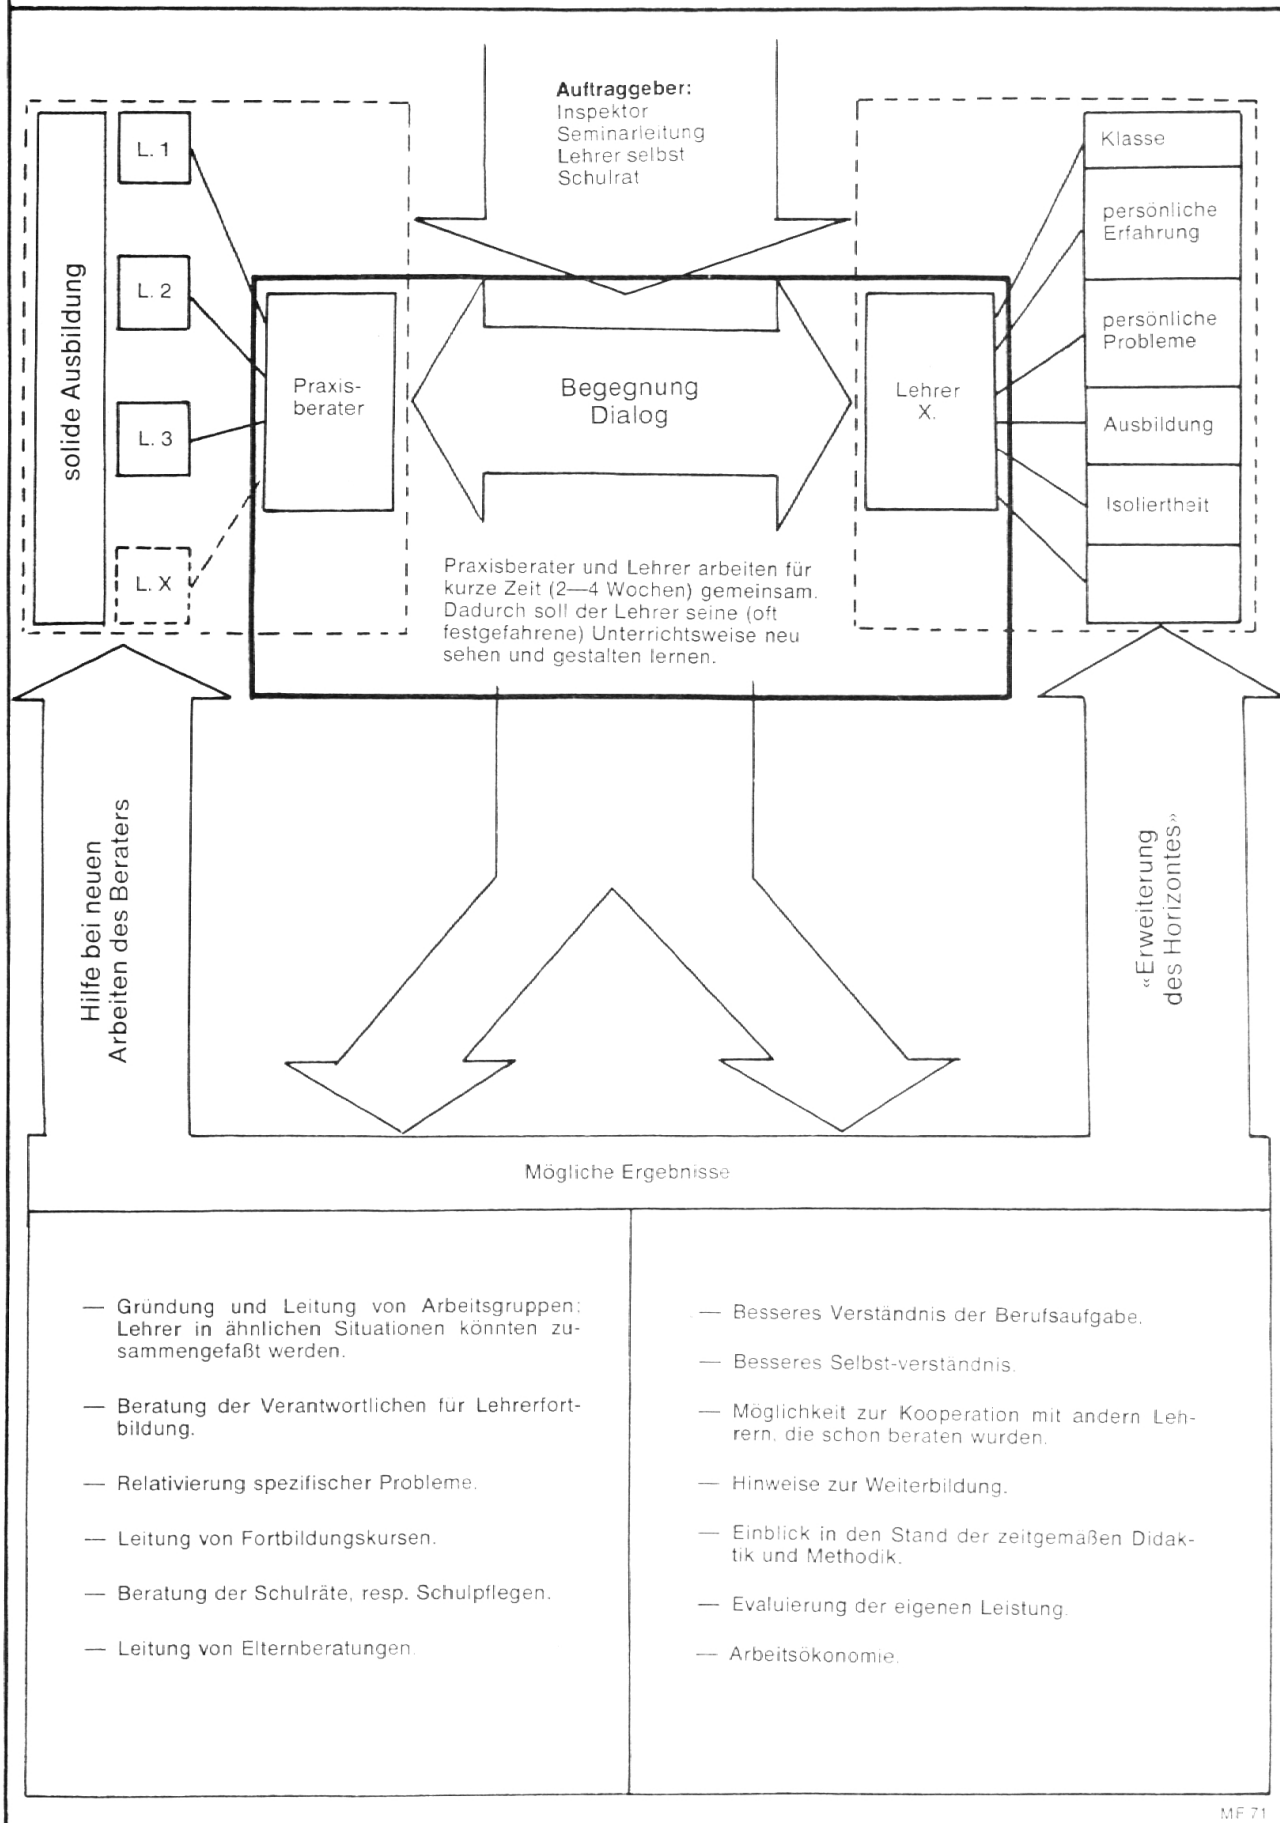 Auftraggeber:
Inspektor
Seminarleitung
Lehrer selbst
Schulrat
solide Ausbildung
L. 1
L. 2
L. 3
L. X
Praxis-
berater
Begegnung
Dialog
Lehrer
X.
Klasse
persönliche
Erfahrung
persönliche
Probleme
Ausbildung
Isoliertheit
Praxisberater und Lehrer arbeiten für
kurze Zeit (2—4 Wochen) gemeinsam.
Dadurch soll der Lehrer seine (oft
festgefahrene) Unterrichtsweise neu
sehen und gestalten lernen.
Hilfe bei neuen
Arbeiten des Beraters
«Erweiterung
des Horizontes»
Mögliche Ergebnisse
— Gründung und Leitung von Arbeitsgruppen:
Lehrer in ähnlichen Situationen könnten zu-
sammengefaßt werden.
— Beratung der Verantwortlichen für Lehrerfort-
bildung.
— Relativierung spezifischer Probleme.
— Leitung von Fortbildungskursen.
— Beratung der Schulräte, resp. Schulpflegen.
— Leitung von Elternberatungen.
— Besseres Verständnis der Berufsaufgabe.
— Besseres Selbst-verständnis.
— Möglichkeit zur Kooperation mit andern Leh-
rern, die schon beraten wurden.
— Hinweise zur Weiterbildung.
— Einblick in den Stand der zeitgemaßen Didak-
tik und Methodik.
— Evaluierung der eigenen Leistung.
— Arbeitsökonomie.
MF 71